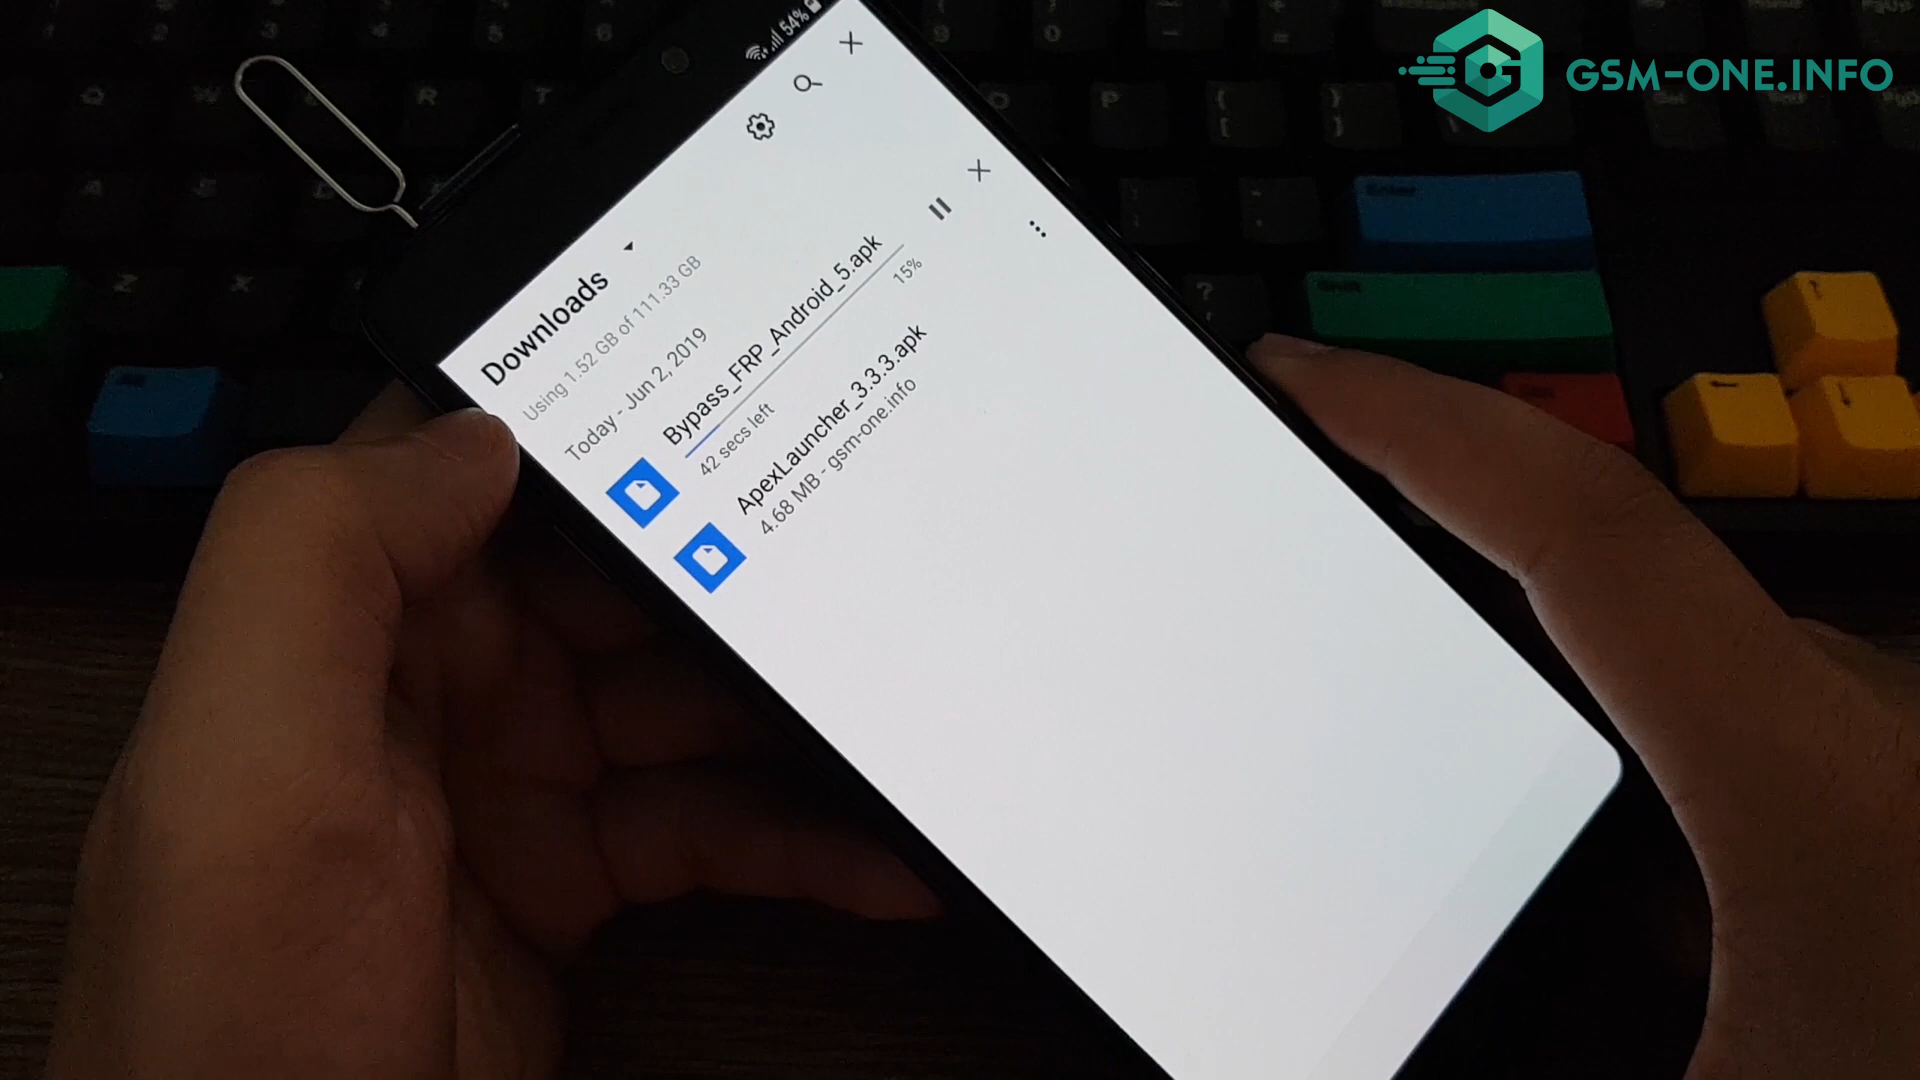 GSM-ONE.INFO
54%
Downloads
Using 1.52 GB of 111.33 GB
Today - Jun 2, 2019
Bypass_FRP_Android_5.apk
42 secs left
15%
ApexLauncher_3.3.3.apk
4.68 MB - gsm-one.info
R
T
P
Enter
?